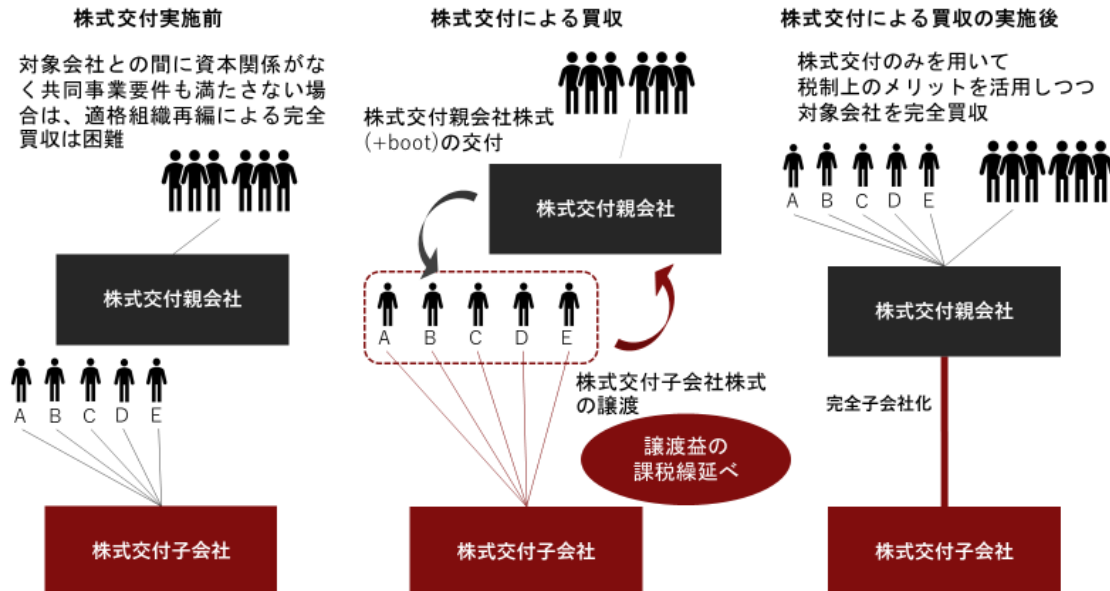 株式交付実施前
対象会社との間に資本関係がな
く共同事業要件も満たさない場
合は、適格組織再編による完全
買収は困難
株式交付親会社
A B C D E
株式交付子会社
株式交付による買収
株式交付親会社株式
(+boot)の交付
株式交付親会社
A B C D E
株式交付子会社株式
の譲渡
譲渡益の
課税繰延べ
株式交付子会社
株式交付による買収の実施後
株式交付のみを用いて
税制上のメリットを活用しつつ
対象会社を完全買収
A B C D E
株式交付親会社
完全子会社化
株式交付子会社